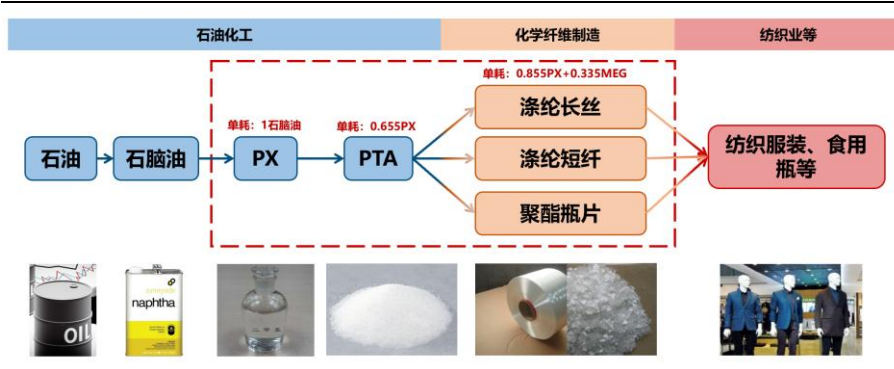 石油化工
化学纤维制造
纺织业等
单耗：0.855PX+0.335MEG
单耗：1石脑油
单耗：0.655PX
石油
石脑油
PX
PTA
涤纶长丝
涤纶短纤
聚酯瓶片
纺织服装、食用
瓶等
OIL
naphtha